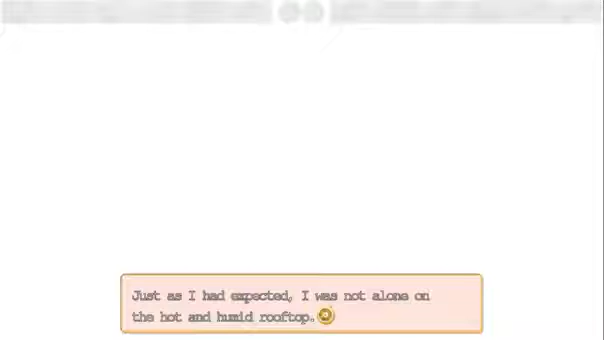 Just as I had expected, I was not alone on
the hot and humid rooftop.